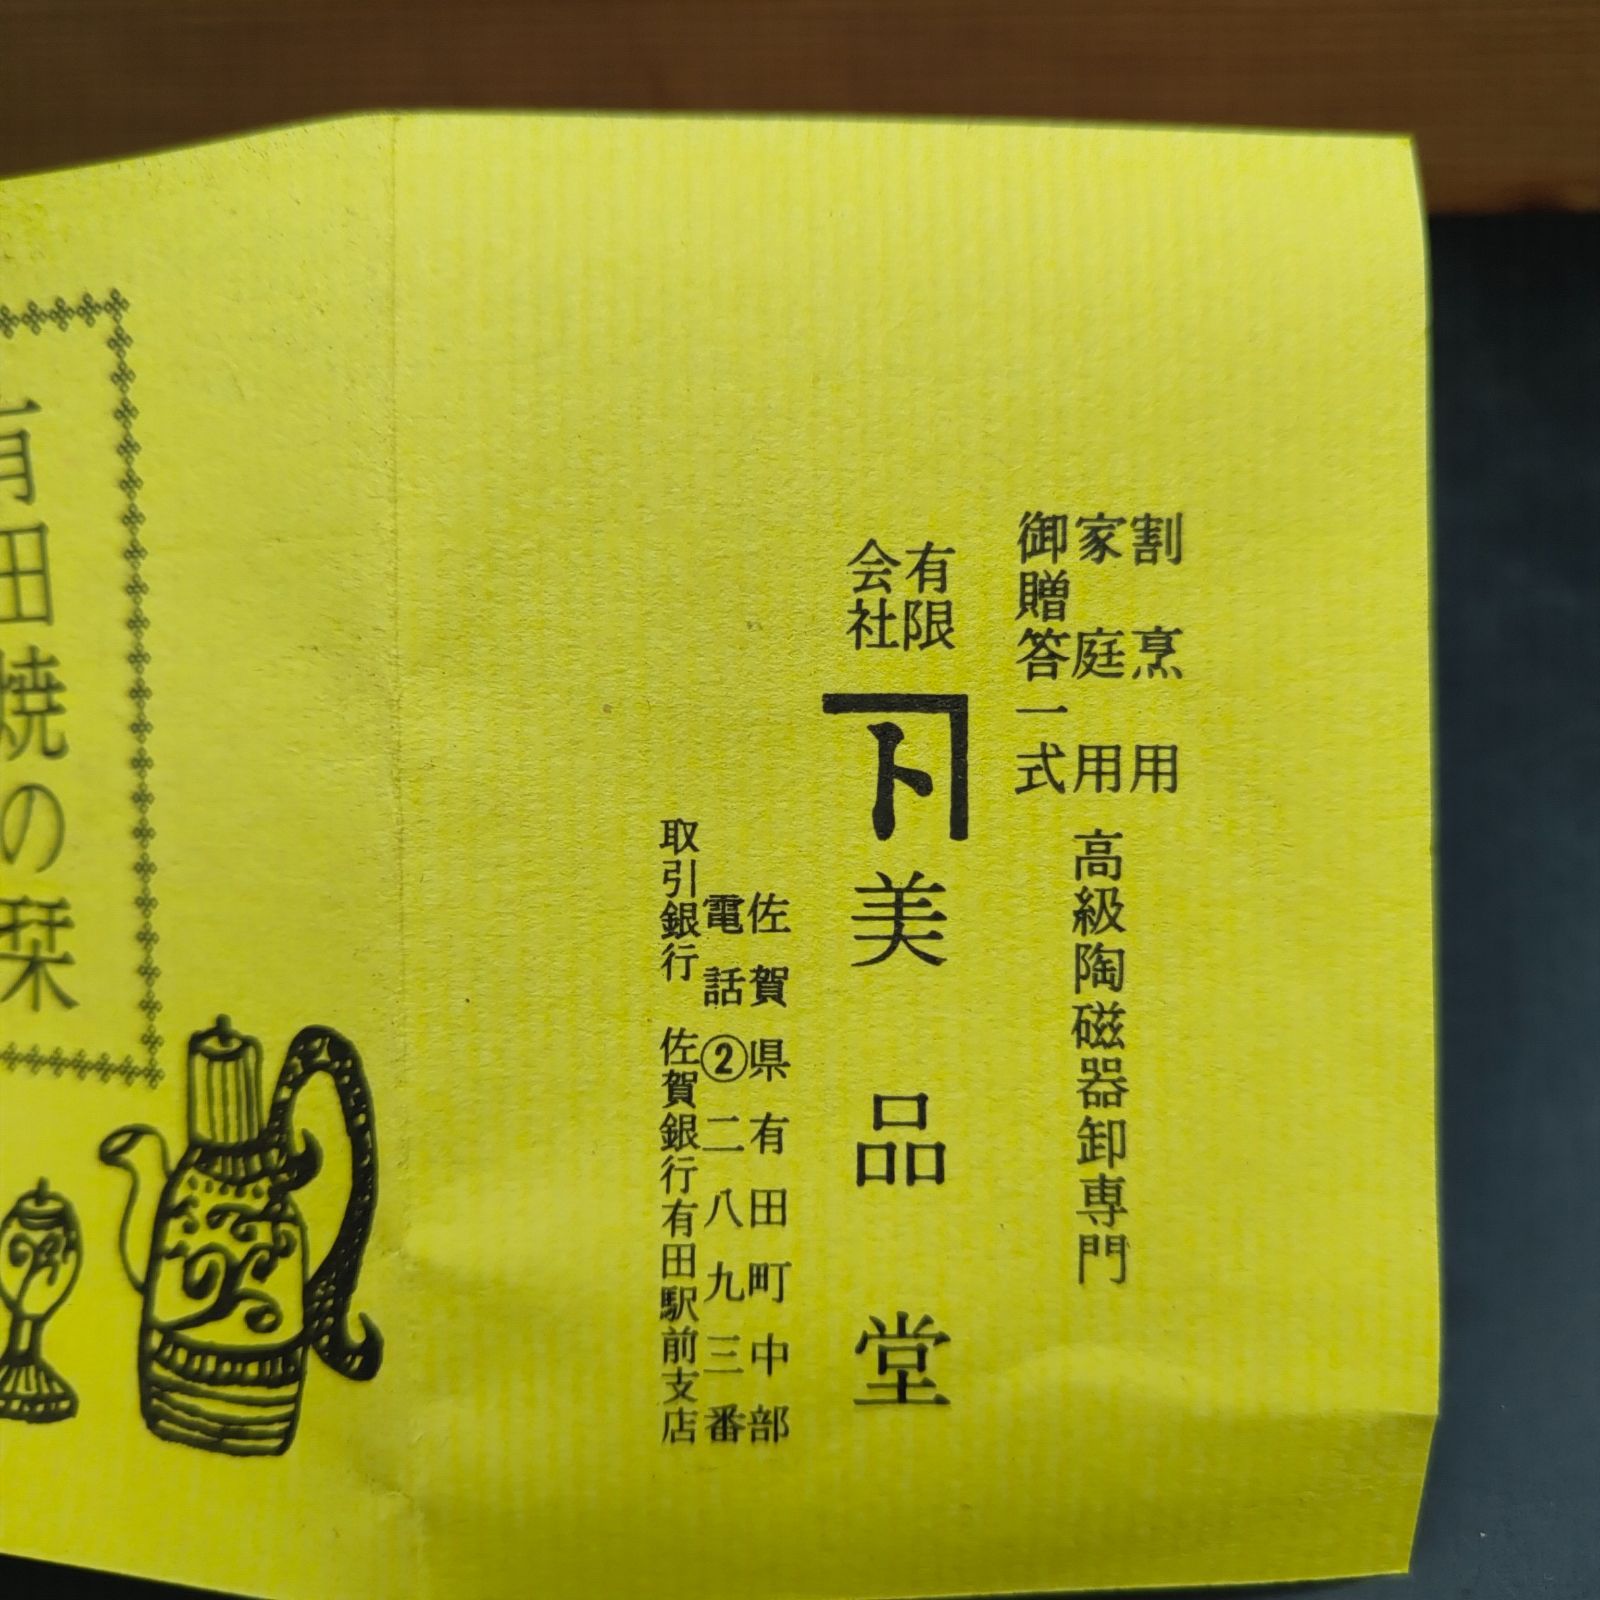 割烹用
家庭用
御贈答一式
高級陶磁器卸専門
有限
会社
ト
美品堂
佐賀県有田町中部
電話②二八九三番
取引銀行 佐賀銀行有田駅前支店
有田焼の栞